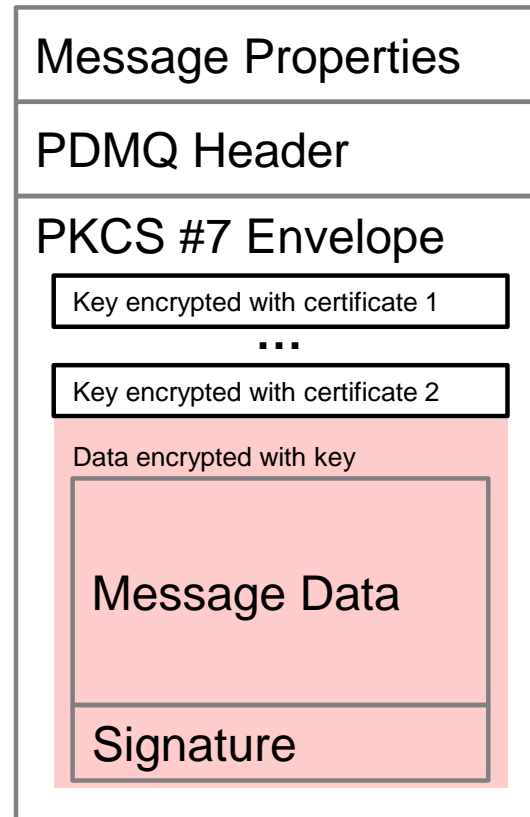 Message Properties
PDMQ Header
PKCS #7 Envelope
Key encrypted with certificate 1
...
Key encrypted with certificate 2
Data encrypted with key
Message Data
Signature